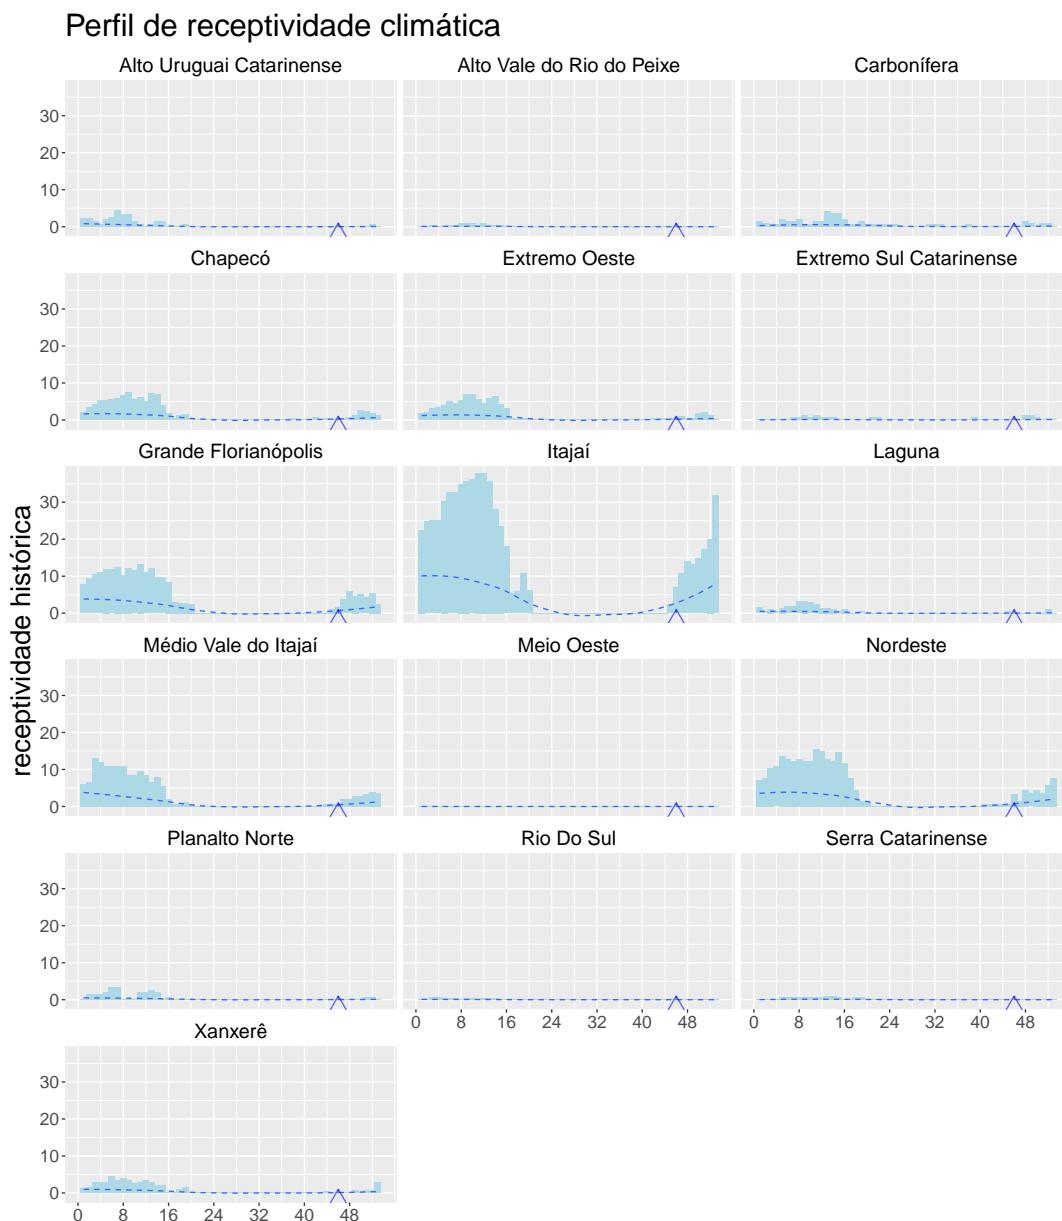 Perfil de receptividade climática
Alto Uruguai Catarinense Alto Vale do Rio do Peixe Carbonífera
30
20
10
0
Chapecó Extremo Oeste Extremo Sul Catarinense
30
20
10
0
Grande Florianópolis Itajaí Laguna
30
20
10
0
receptividade histórica
Médio Vale do Itajaí Meio Oeste Nordeste
30
20
10
0
Planalto Norte Rio Do Sul Serra Catarinense
30
20
10
0
0 8 16 24 32 40 48 0 8 16 24 32 40 48
Xanxerê
30
20
10
0
0 8 16 24 32 40 48